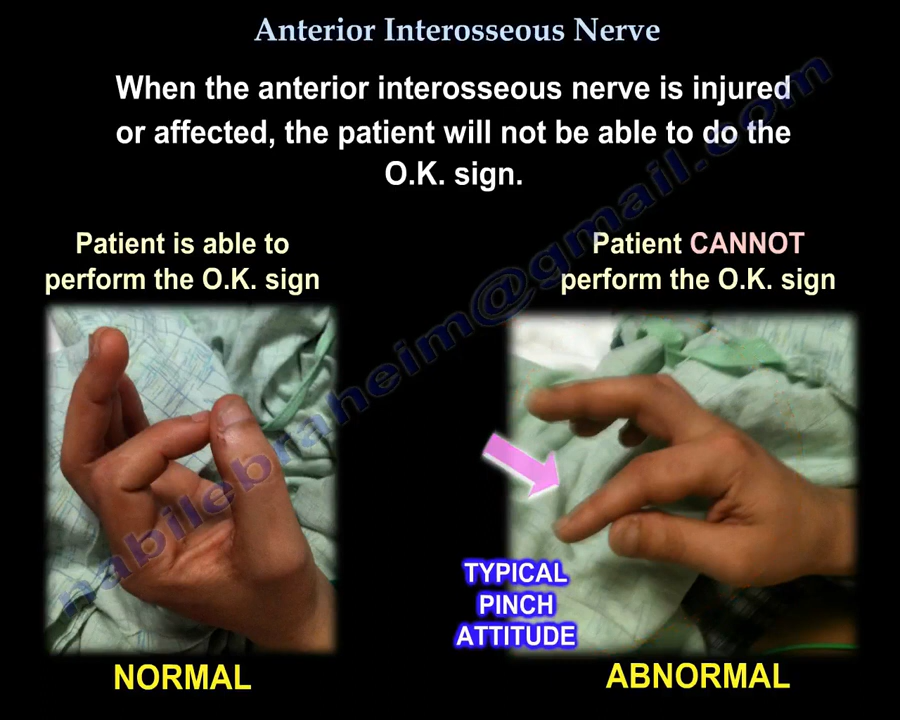 Anterior Interosseous Nerve
When the anterior interosseous nerve is injured
or affected, the patient will not be able to do the
O.K. sign.
Patient is able to
perform the O.K. sign
Patient CANNOT
perform the O.K. sign
TYPICAL
PINCH
ATTITUDE
NORMAL
ABNORMAL
nabilebraheim@gmail.com